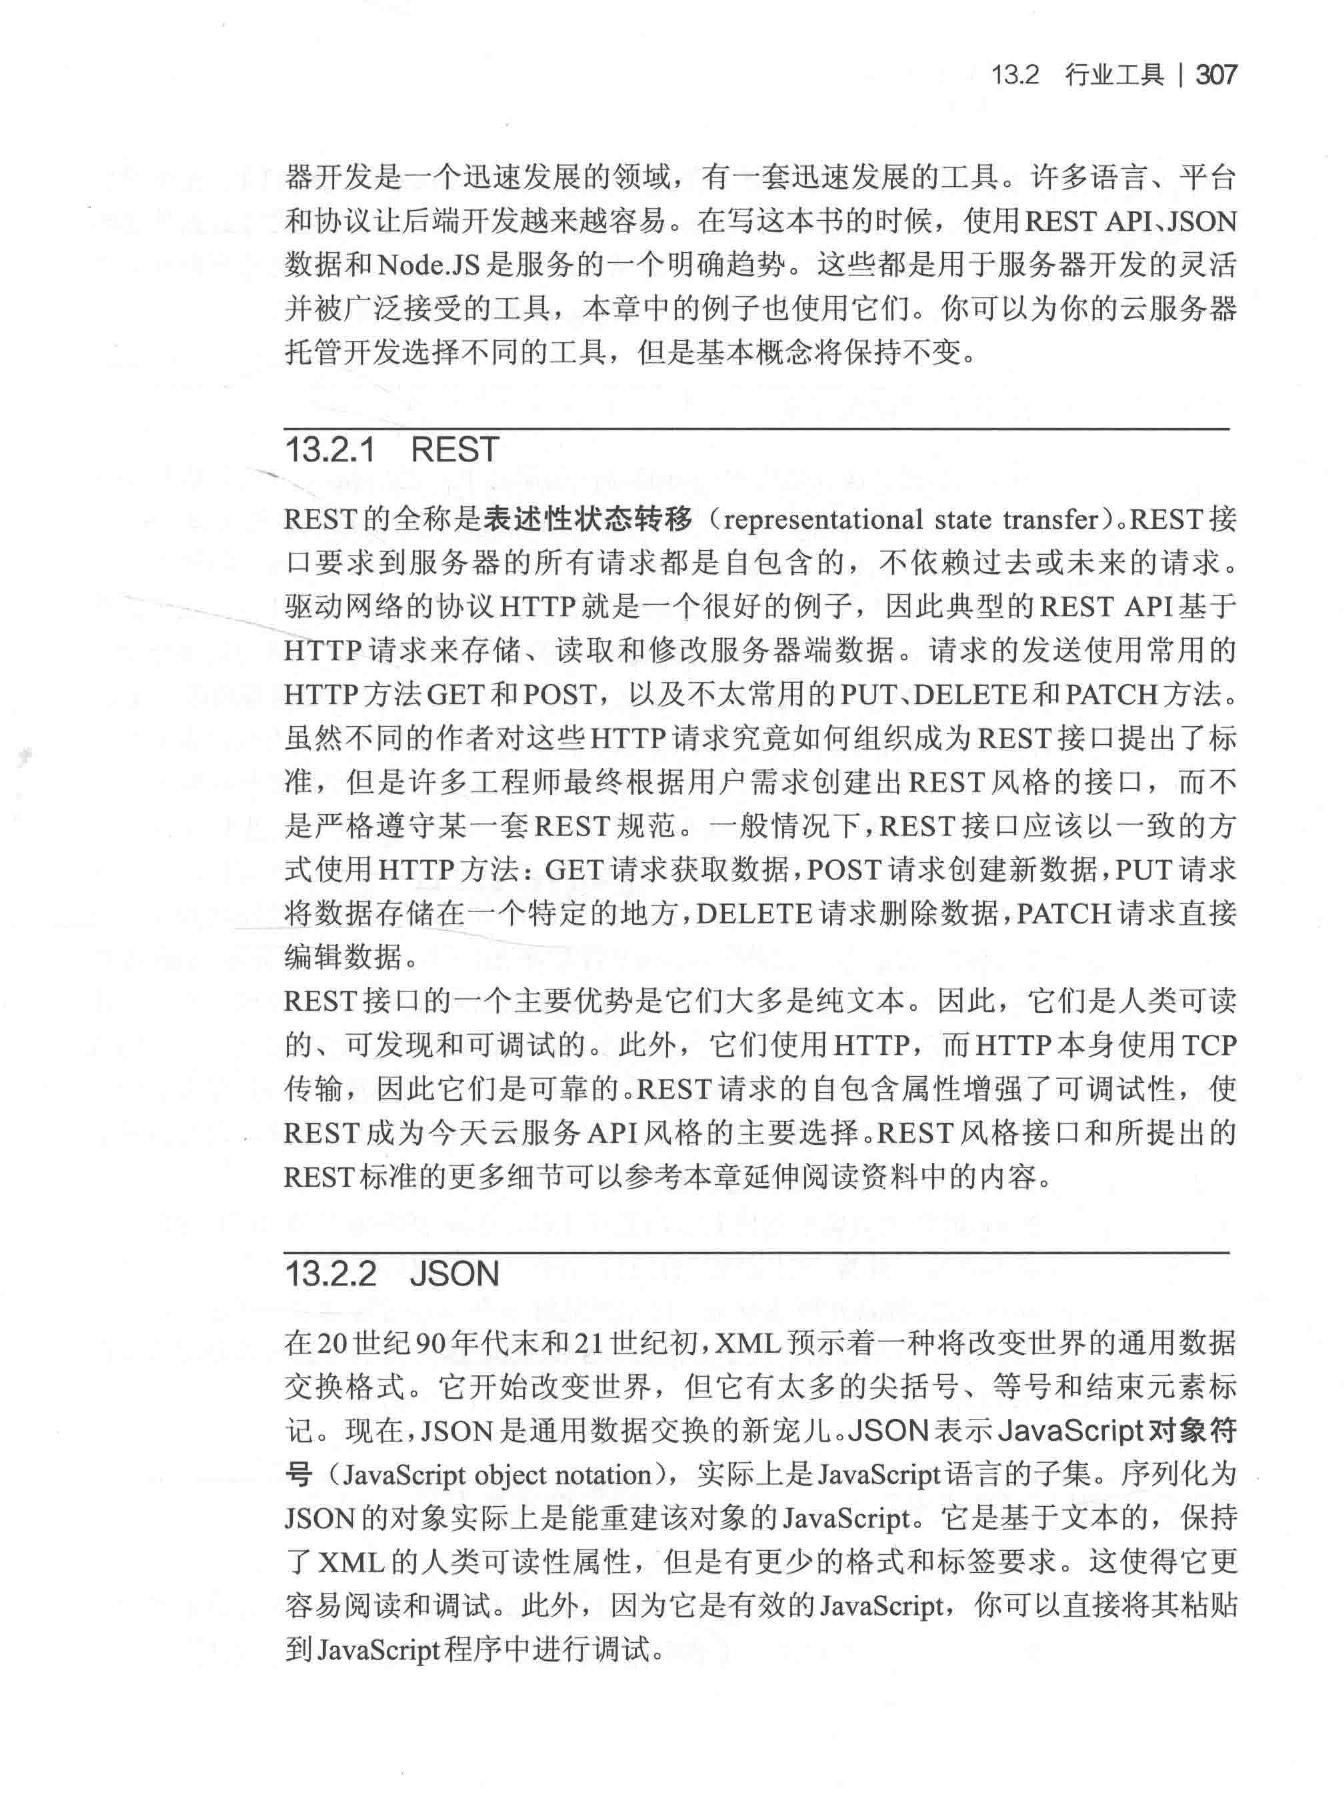 13.2 行业工具 | 307
器开发是一个迅速发展的领域，有一套迅速发展的工具。许多语言、平台
和协议让后端开发越来越容易。在写这本书的时候，使用REST API、JSON
数据和Node.JS是服务的一个明确趋势。这些都是用于服务器开发的灵活
并被广泛接受的工具，本章中的例子也使用它们。你可以为你的云服务器
托管开发选择不同的工具，但是基本概念将保持不变。
13.2.1 REST
REST的全称是表述性状态转移（representational state transfer）。REST接
口要求到服务器的所有请求都是自包含的，不依赖过去或未来的请求。
驱动网络的协议HTTP就是一个很好的例子，因此典型的REST API基于
HTTP请求来存储、读取和修改服务器端数据。请求的发送使用常用的
HTTP方法GET和POST，以及不太常用的PUT、DELETE和PATCH方法。
虽然不同的作者对这些HTTP请求究竟如何组织成为REST接口提出了标
准，但是许多工程师最终根据用户需求创建出REST风格的接口，而不
是严格遵守某一套REST规范。一般情况下，REST接口应该以一致的方
式使用HTTP方法：GET请求获取数据，POST请求创建新数据，PUT请求
将数据存储在一个特定的地方，DELETE请求删除数据，PATCH请求直接
编辑数据。
REST接口的一个主要优势是它们大多是纯文本。因此，它们是人类可读
的、可发现和可调试的。此外，它们使用HTTP，而HTTP本身使用TCP
传输，因此它们是可靠的。REST请求的自包含属性增强了可调试性，使
REST成为今天云服务API风格的主要选择。REST风格接口和所提出的
REST标准的更多细节可以参考本章延伸阅读资料中的内容。
13.2.2 JSON
在20世纪90年代末和21世纪初，XML预示着一种将改变世界的通用数据
交换格式。它开始改变世界，但它有太多的尖括号、等号和结束元素标
记。现在，JSON是通用数据交换的新宠儿。JSON表示JavaScript对象符
号（JavaScript object notation），实际上是JavaScript语言的子集。序列化为
JSON的对象实际上是能重建该对象的JavaScript。它是基于文本的，保持
了XML的人类可读性属性，但是有更少的格式和标签要求。这使得它更
容易阅读和调试。此外，因为它是有效的JavaScript，你可以直接将其粘贴
到JavaScript程序中进行调试。